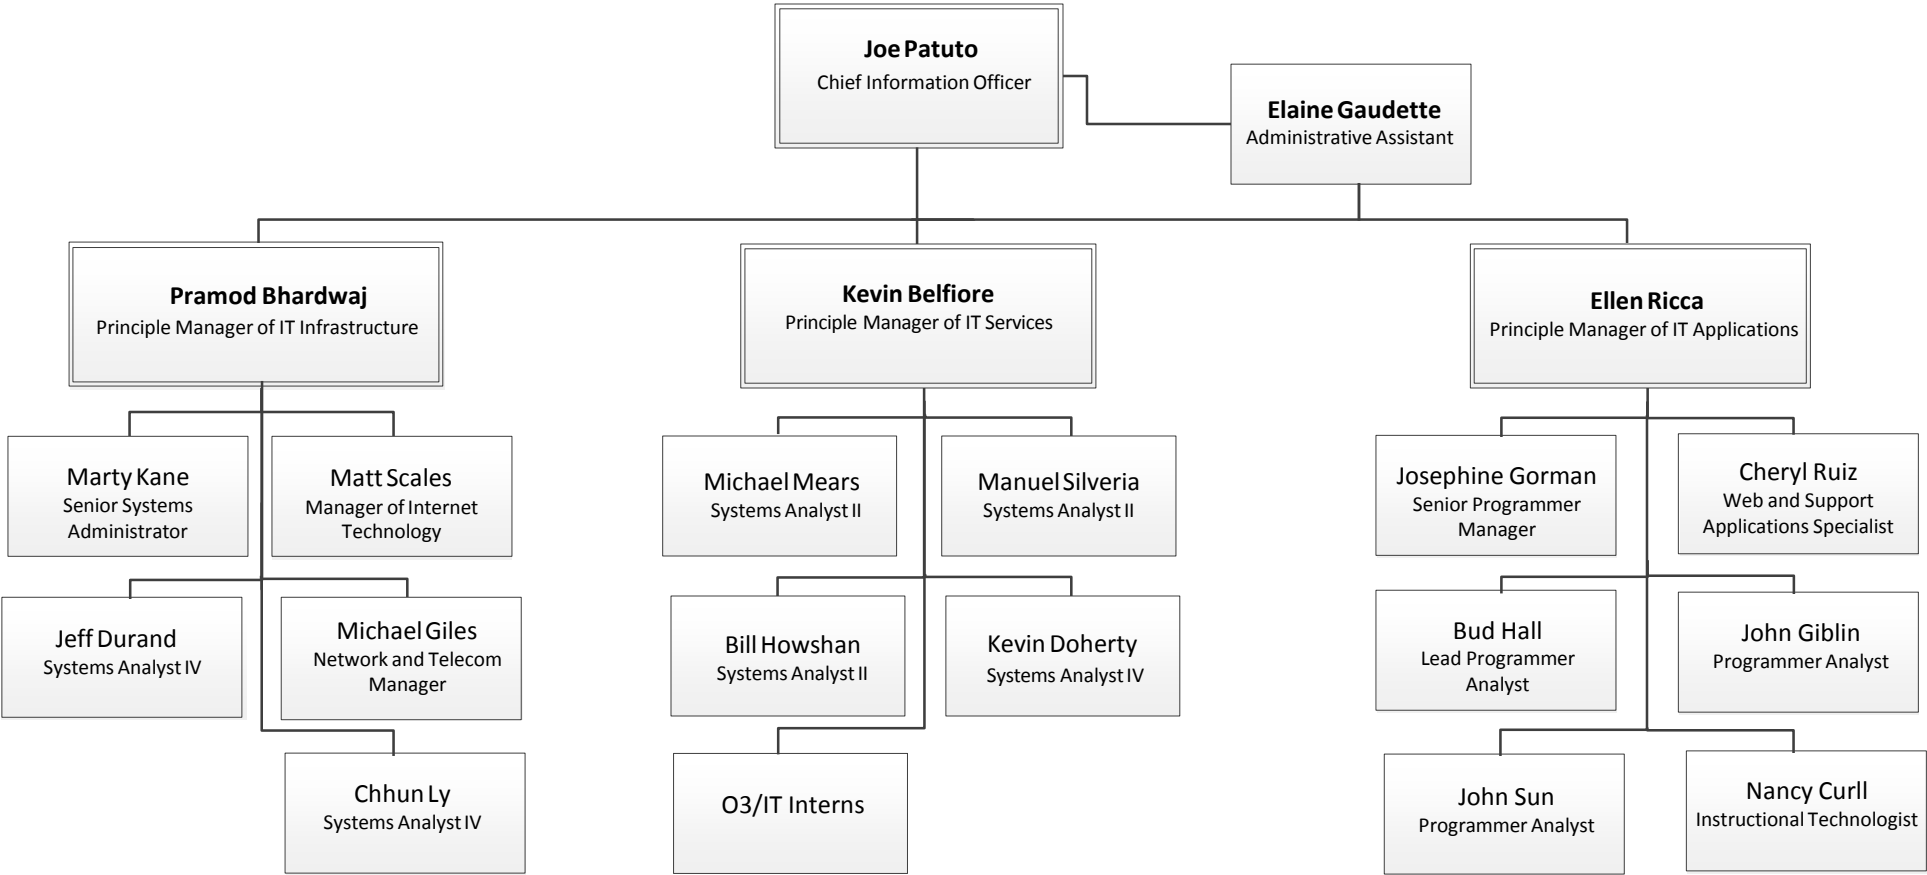 Joe Patuto
Chief Information Officer
Elaine Gaudette
Administrative Assistant
Pramod Bhardwaj
Principle Manager of IT Infrastructure
Kevin Belfiore
Principle Manager of IT Services
Ellen Ricca
Principle Manager of IT Applications
Marty Kane
Senior Systems
Administrator
Matt Scales
Manager of Internet
Technology
Michael Mears
Systems Analyst II
Manuel Silveria
Systems Analyst II
Josephine Gorman
Senior Programmer
Manager
Cheryl Ruiz
Web and Support
Applications Specialist
Jeff Durand
Systems Analyst IV
Michael Giles
Network and Telecom
Manager
Bill Howshan
Systems Analyst II
Kevin Doherty
Systems Analyst IV
Bud Hall
Lead Programmer
Analyst
John Giblin
Programmer Analyst
Chhun Ly
Systems Analyst IV
O3/IT Interns
John Sun
Programmer Analyst
Nancy Curll
Instructional Technologist